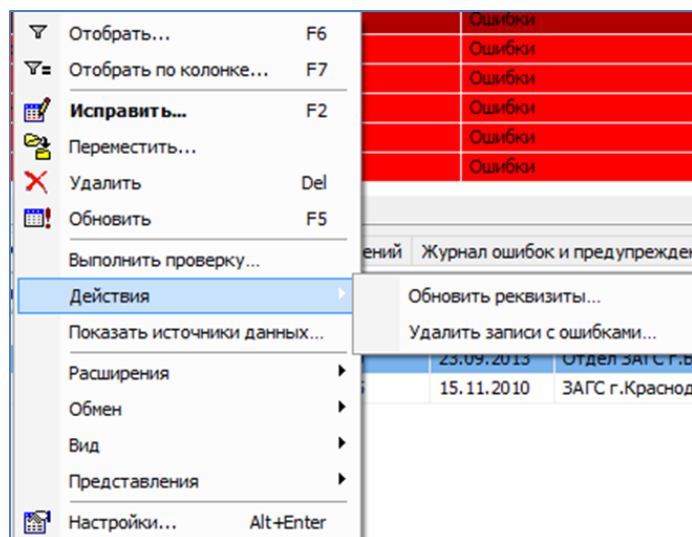 Отобрать... F6
Отобрать по колонке... F7
Исправить... F2
Переместить...
Удалить Del
Обновить F5
Выполнить проверку...
Действия
Показать источники данных...
Расширения
Обмен
Вид
Представления
Настройки... Alt+Enter
Ошибки
Ошибки
Ошибки
Ошибки
Ошибки
Ошибки
ений Журнал ошибок и предупрежден
Обновить реквизиты...
Удалить записи с ошибками...
23.09.2013 Отдел ЗАГС г.В
15.11.2010 ЗАГС г.Краснод